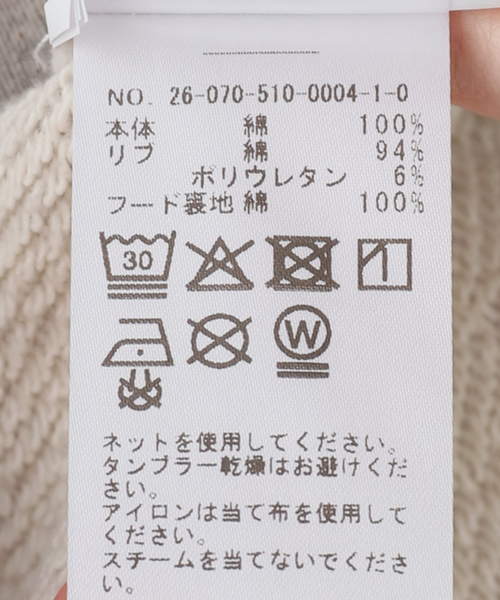 NO. 26-070-510-0004-1-0
本体 綿 100%
リブ 綿 94%
ポリウレタン 6%
フード裏地 綿 100%
30
W
ネットを使用してください。
タンブラー乾燥はお避けくだ
さい。
アイロンは当て布を使用して
ください。
スチームを当てないでくださ
い。